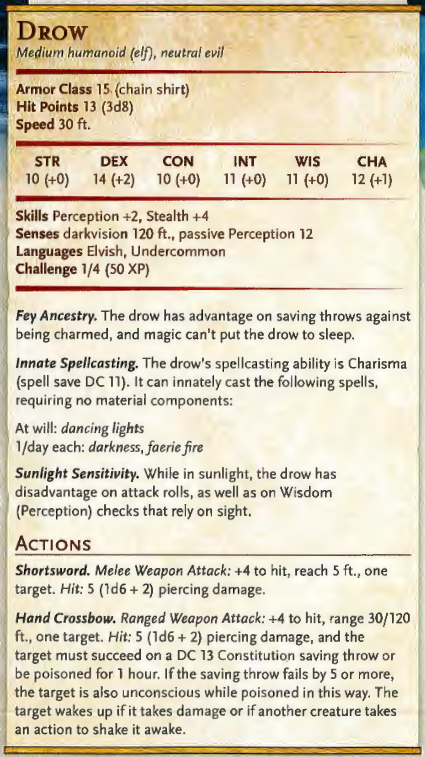 DROW
Medium humanoid (elf), neutral evil
Armor Class 15 (chain shirt)
Hit Points 13 (3d8)
Speed 30 ft.
STR DEX CON INT WIS CHA
10 (+0) 14 (+2) 10 (+0) 11 (+0) 11 (+0) 12 (+1)
Skills Perception +2, Stealth +4
Senses darkvision 120 ft., passive Perception 12
Languages Elvish, Undercommon
Challenge 1/4 (50 XP)
Fey Ancestry. The drow has advantage on saving throws against
being charmed, and magic can't put the drow to sleep.
Innate Spellcasting. The drow's spellcasting ability is Charisma
(spell save DC 11). It can innately cast the following spells,
requiring no material components:
At will: dancing lights
1/day each: darkness, faerie fire
Sunlight Sensitivity. While in sunlight, the drow has
disadvantage on attack rolls, as well as on Wisdom
(Perception) checks that rely on sight.
ACTIONS
Shortsword. Melee Weapon Attack: +4 to hit, reach 5 ft., one
target. Hit: 5 (1d6 + 2) piercing damage.
Hand Crossbow. Ranged Weapon Attack: +4 to hit, range 30/120
ft., one target. Hit: 5 (1d6 + 2) piercing damage, and the
target must succeed on a DC 13 Constitution saving throw or
be poisoned for 1 hour. If the saving throw fails by 5 or more,
the target is also unconscious while poisoned in this way. The
target wakes up if it takes damage or if another creature takes
an action to shake it awake.